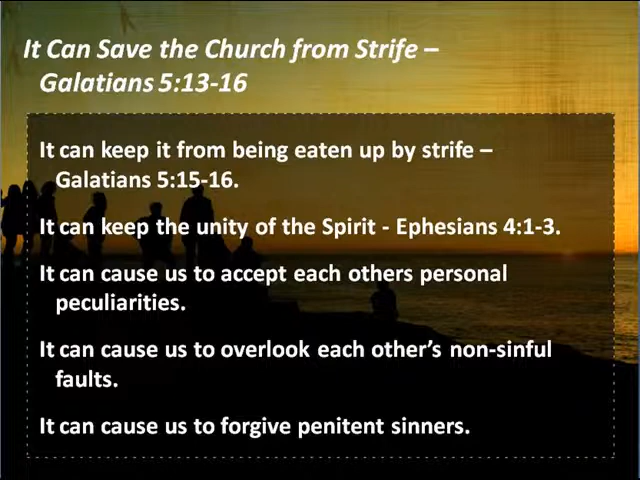 It Can Save the Church from Strife –
Galatians 5:13-16
It can keep it from being eaten up by strife –
Galatians 5:15-16.
It can keep the unity of the Spirit - Ephesians 4:1-3.
It can cause us to accept each others personal
peculiarities.
It can cause us to overlook each other’s non-sinful
faults.
It can cause us to forgive penitent sinners.